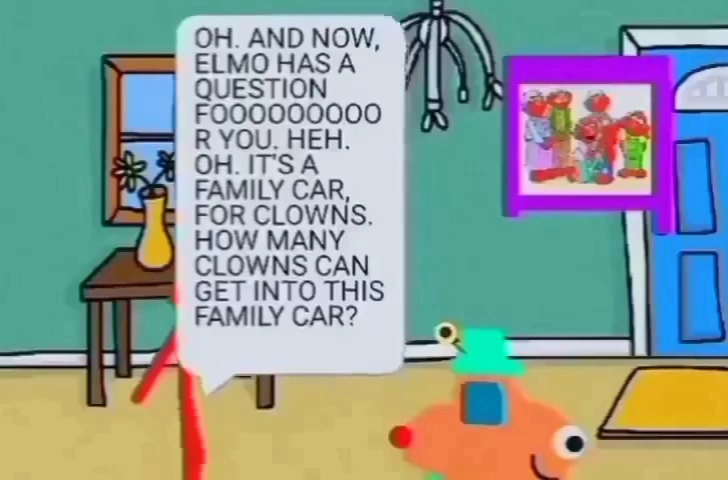 OH. AND NOW,
ELMO HAS A
QUESTION
FOOOOOOOOO
R YOU. HEH.
OH. IT'S A
FAMILY CAR,
FOR CLOWNS.
HOW MANY
CLOWNS CAN
GET INTO THIS
FAMILY CAR?